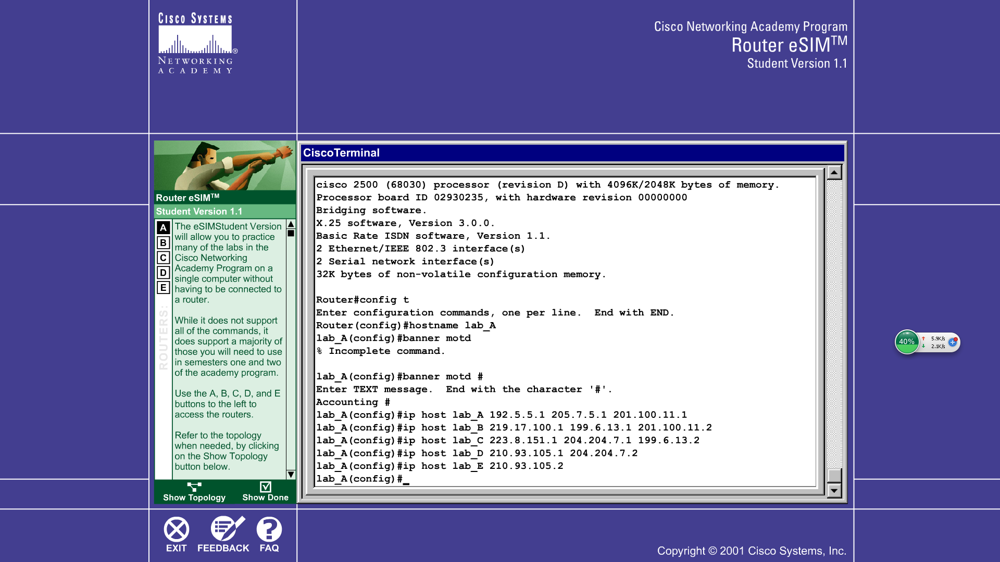 CISCO SYSTEMS
®
NETWORKING
ACADEMY
Cisco Networking Academy Program
Router eSIM™
Student Version 1.1
Router eSIM™
Student Version 1.1
A
B
C
D
E
ROUTERS:
The eSIMStudent Version
will allow you to practice
many of the labs in the
Cisco Networking
Academy Program on a
single computer without
having to be connected to
a router.
While it does not support
all of the commands, it
does support a majority of
those you will need to use
in semesters one and two
of the academy program.
Use the A, B, C, D, and E
buttons to the left to
access the routers.
Refer to the topology
when needed, by clicking
on the Show Topology
button below.
Show Topology
Show Done
CiscoTerminal
cisco 2500 (68030) processor (revision D) with 4096K/2048K bytes of memory.
Processor board ID 02930235, with hardware revision 00000000
Bridging software.
X.25 software, Version 3.0.0.
Basic Rate ISDN software, Version 1.1.
2 Ethernet/IEEE 802.3 interface(s)
2 Serial network interface(s)
32K bytes of non-volatile configuration memory.
Router#config t
Enter configuration commands, one per line.  End with END.
Router(config)#hostname lab_A
lab_A(config)#banner motd
% Incomplete command.
lab_A(config)#banner motd #
Enter TEXT message.  End with the character '#'.
Accounting #
lab_A(config)#ip host lab_A 192.5.5.1 205.7.5.1 201.100.11.1
lab_A(config)#ip host lab_B 219.17.100.1 199.6.13.1 201.100.11.2
lab_A(config)#ip host lab_C 223.8.151.1 204.204.7.1 199.6.13.2
lab_A(config)#ip host lab_D 210.93.105.1 204.204.7.2
lab_A(config)#ip host lab_E 210.93.105.2
lab_A(config)#_
40%
5.9K/s
2.1K/s
EXIT
FEEDBACK
FAQ
Copyright © 2001 Cisco Systems, Inc.